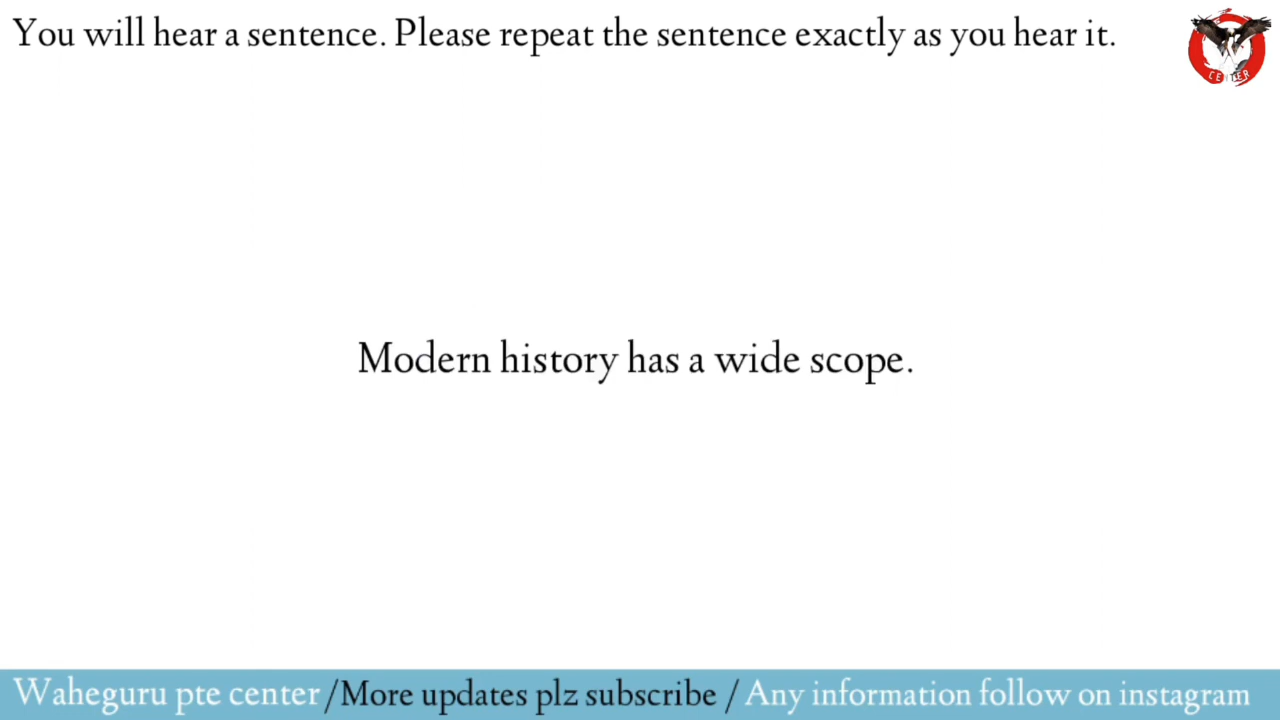 You will hear a sentence. Please repeat the sentence exactly as you hear it.
CENTER
Modern history has a wide scope.
Waheguru pte center /More updates plz subscribe / Any information follow on instagram